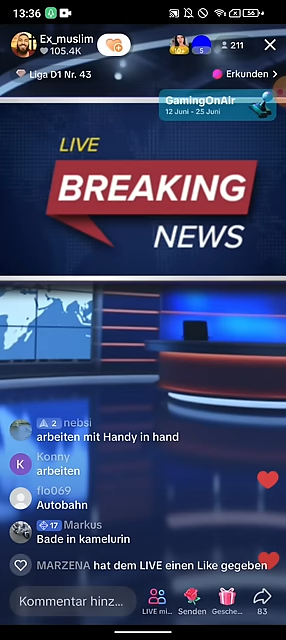 13:36
56
Ex_muslim
105.4K
5
211
Liga D1 Nr. 43
Erkunden >
GamingOnAir
12 Juni - 25 Juni
LIVE
BREAKING
NEWS
2 nebsi
arbeiten mit Handy in hand
K
Konny
arbeiten
flo069
Autobahn
17 Markus
Bade in kamelurin
MARZENA hat dem LIVE einen Like gegeben
Kommentar hinz...
LIVE mi...
Senden
Gesche...
83